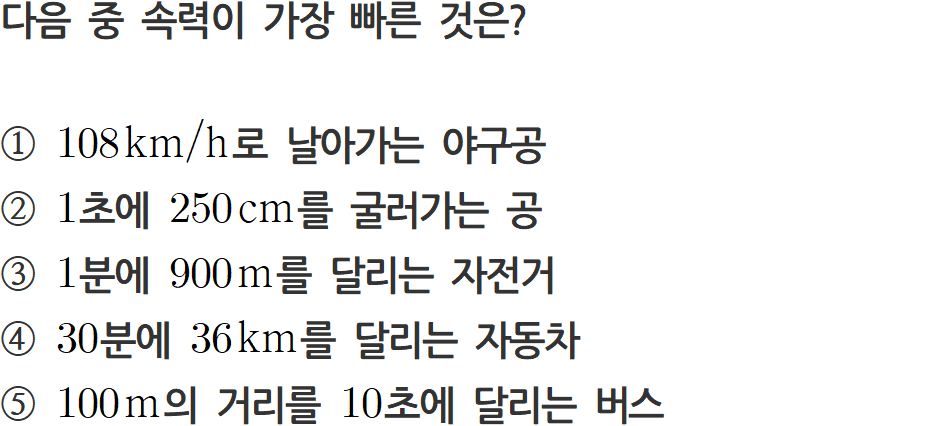 다음 중 속력이 가장 빠른 것은?
① 108km/h로 날아가는 야구공
② 1초에 250cm를 굴러가는 공
③ 1분에 900m를 달리는 자전거
④ 30분에 36km를 달리는 자동차
⑤ 100m의 거리를 10초에 달리는 버스